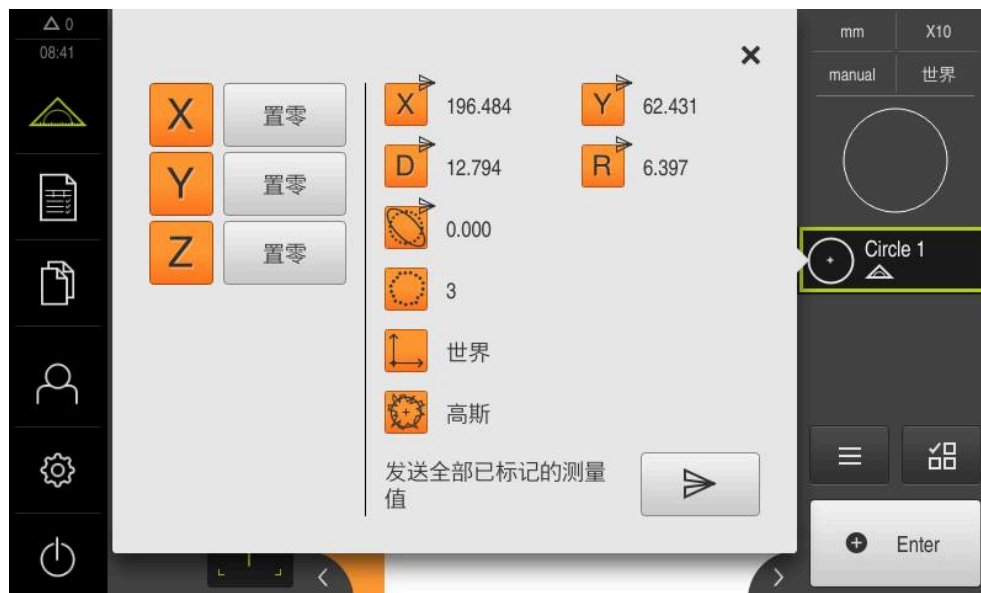 0
08:41
X 置零
Y 置零
Z 置零
X 196.484 Y 62.431
D 12.794 R 6.397
0.000
3
世界
高斯
发送全部已标记的测量
值
mm X10
manual 世界
Circle 1
Enter